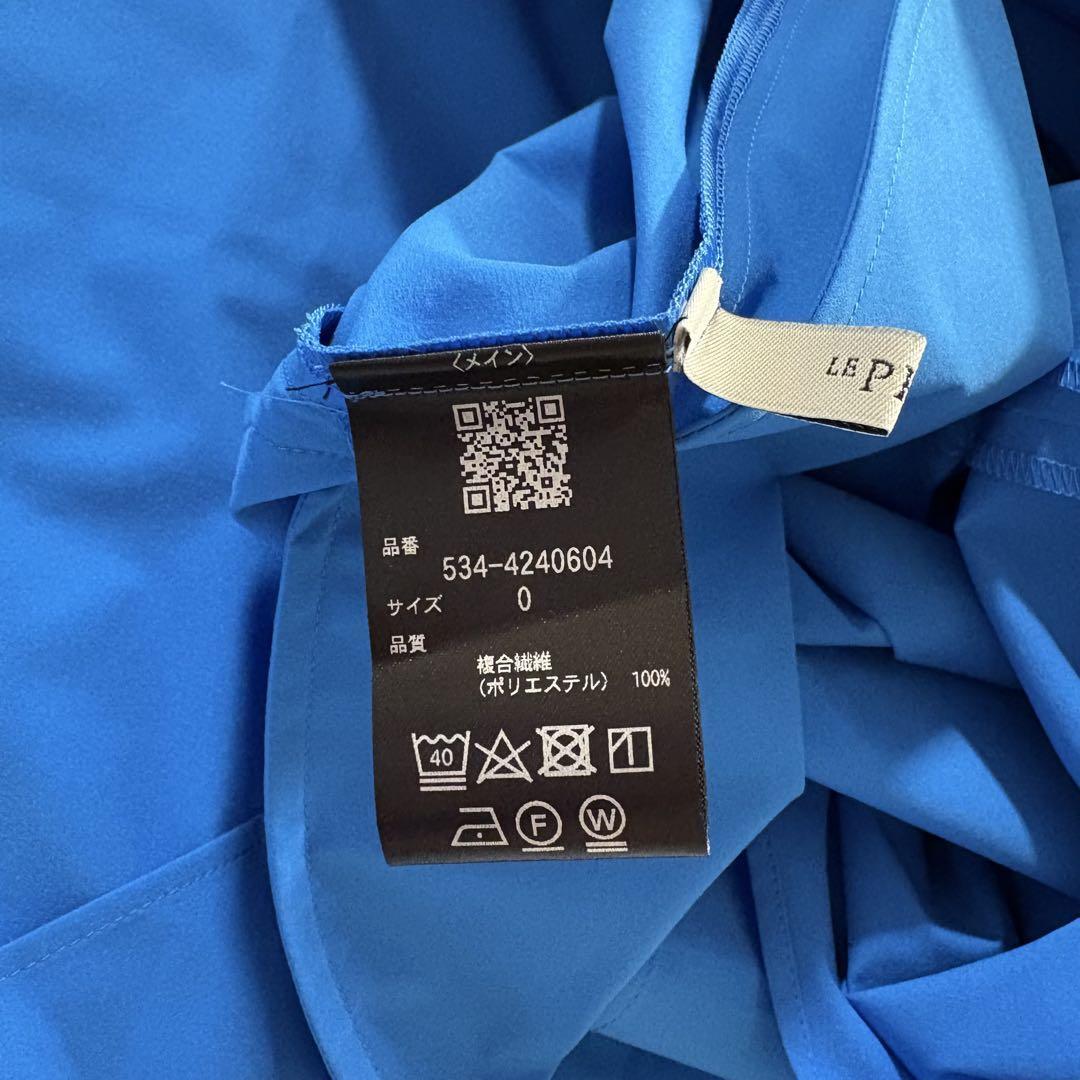 〈メイン〉
LE P
品番
534-4240604
サイズ 0
品質
複合繊維
(ポリエステル) 100%
40
F W